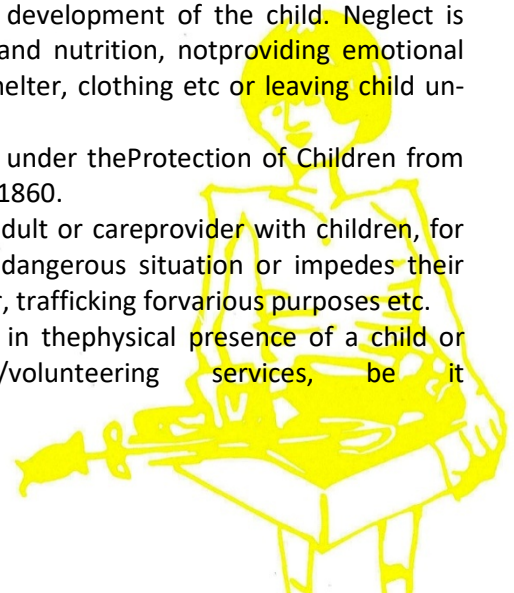 development of the child. Neglect is
and nutrition, notproviding emotional
helter, clothing etc or leaving child un-
under theProtection of Children from
1860.
dult or careprovider with children, for
dangerous situation or impedes their
, trafficking forvarious purposes etc.
in thephysical presence of a child or
/volunteering services, be it